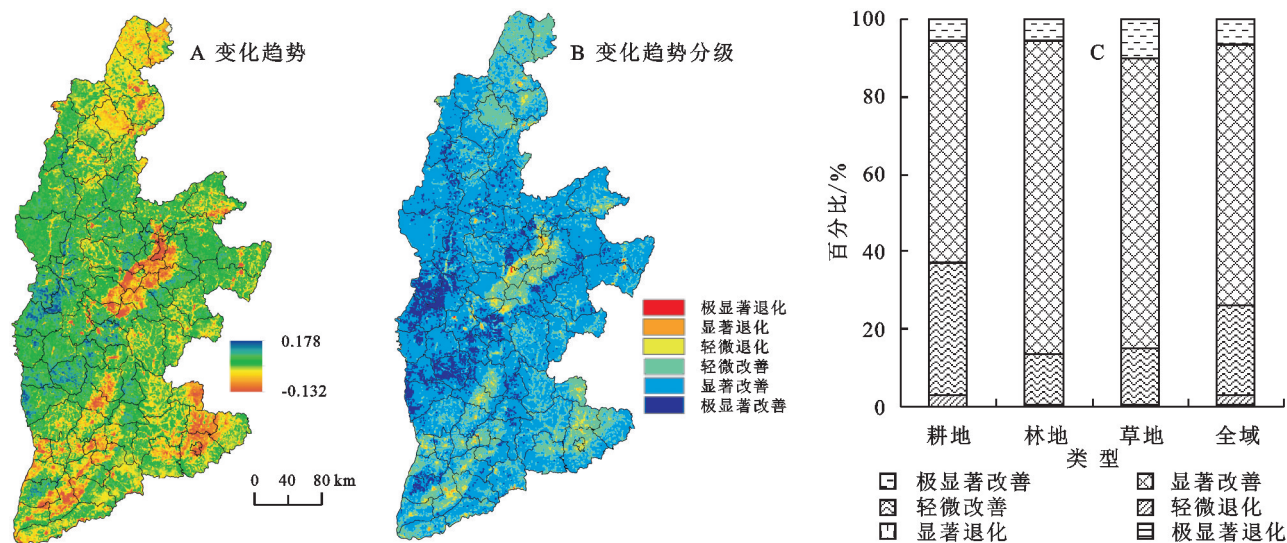 A 变化趋势
0.178
-0.132
0 40 80 km
B 变化趋势分级
极显著退化
显著退化
轻微退化
轻微改善
显著改善
极显著改善
C
百分比/%
100
80
60
40
20
0
耕地 林地 草地 全域
类 型
极显著改善 显著改善
轻微改善 轻微退化
显著退化 极显著退化